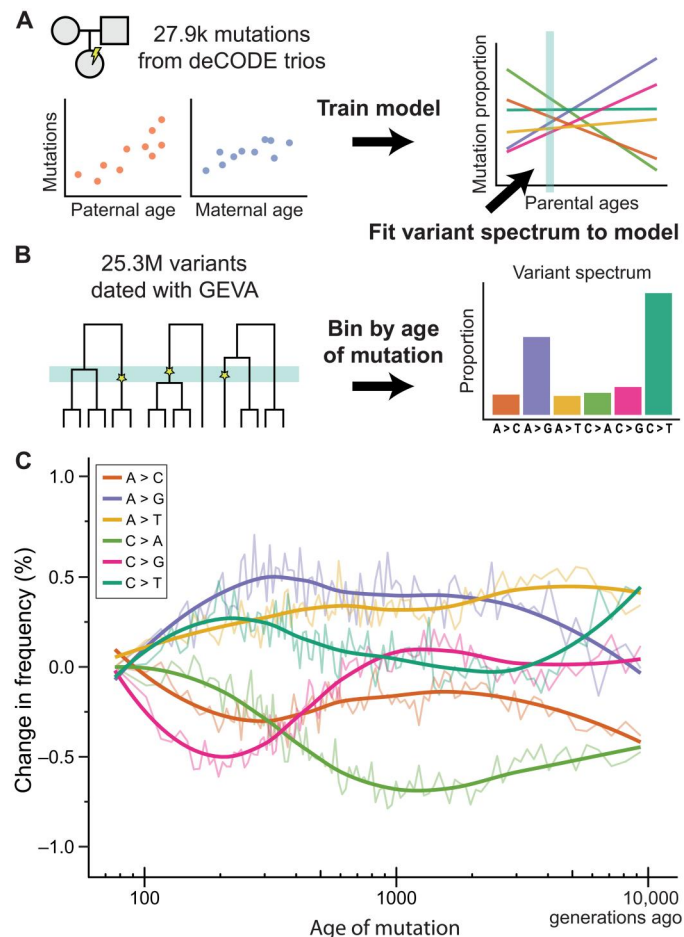 A
27.9k mutations
from deCODE trios
Mutations
Paternal age
Maternal age
Train model
Mutation proportion
Parental ages
Fit variant spectrum to model
B
25.3M variants
dated with GEVA
Bin by age
of mutation
Variant spectrum
Proportion
A > C A > G A > T C > A C > G C > T
C
A > C
A > G
A > T
C > A
C > G
C > T
Change in frequency (%)
1.0
0.5
0.0
−0.5
−1.0
100
1000
10,000
generations ago
Age of mutation